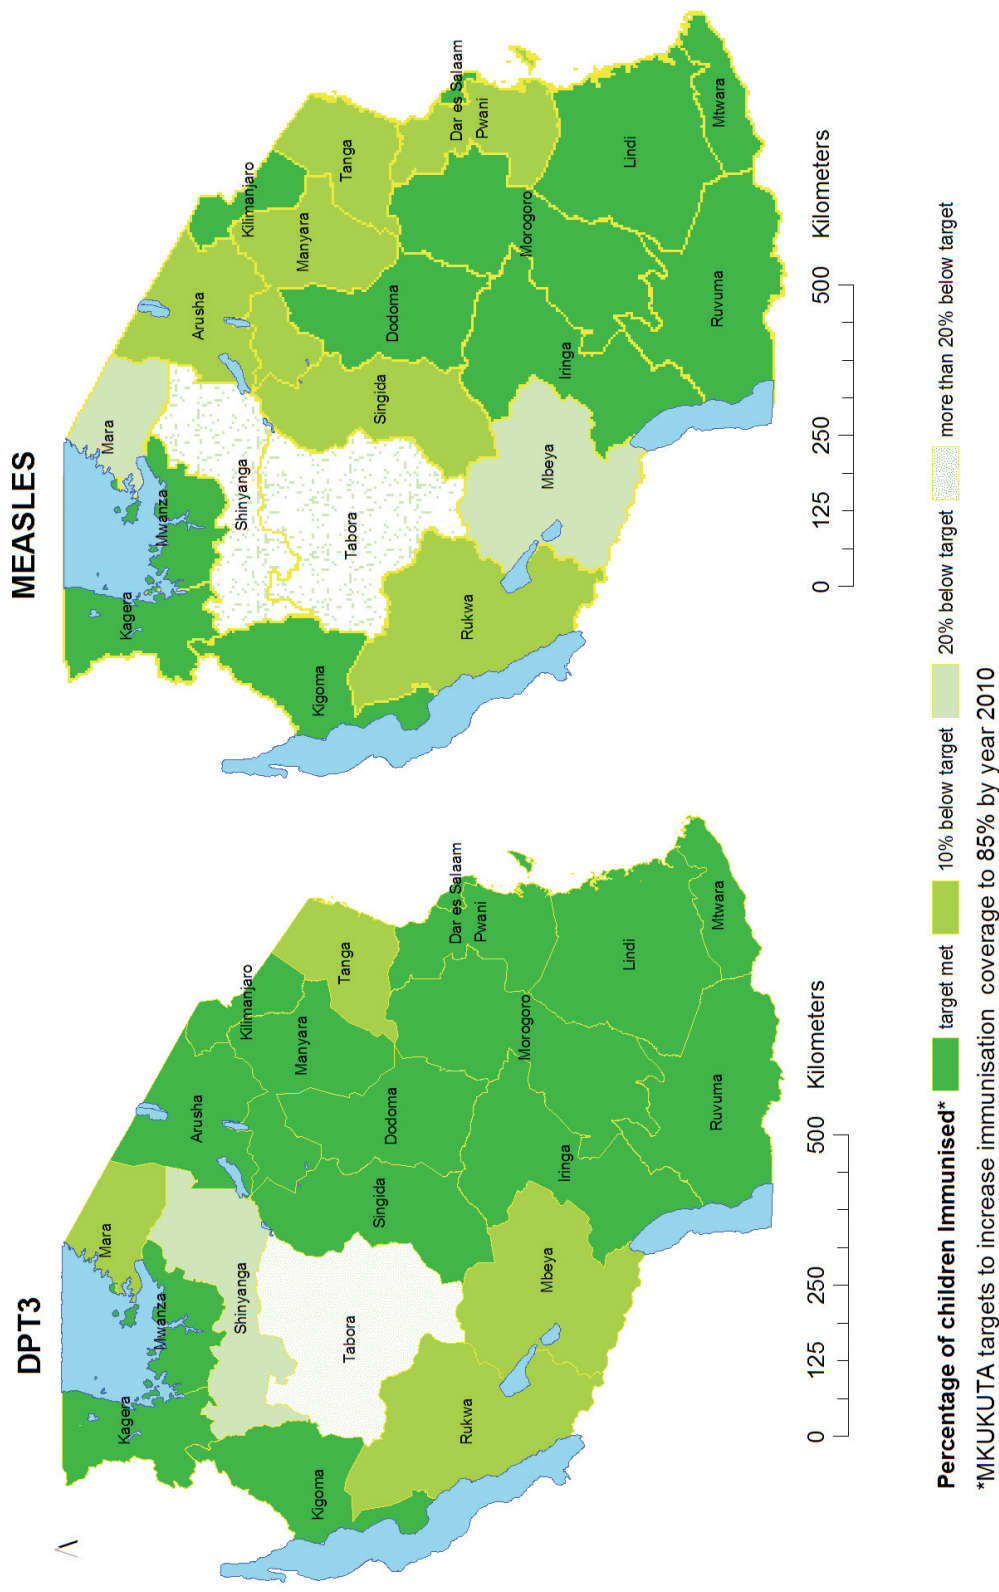 DPT3
Kagera
Mwanza
Mara
Shinyanga
Arusha
Kilimanjaro
Kigoma
Tabora
Singida
Manyara
Tanga
Dodoma
Rukwa
Mbeya
Iringa
Morogoro
Dar es Salaam
Pwani
Lindi
Ruvuma
Mtwara
0 125 250 500 Kilometers
MEASLES
Kagera
Mwanza
Mara
Shinyanga
Arusha
Kilimanjaro
Kigoma
Tabora
Singida
Manyara
Tanga
Dodoma
Rukwa
Mbeya
Iringa
Morogoro
Dar es Salaam
Pwani
Lindi
Ruvuma
Mtwara
0 125 250 500 Kilometers
Percentage of children Immunised* target met 10% below target 20% below target more than 20% below target
*MKUKUTA targets to increase immunisation coverage to 85% by year 2010